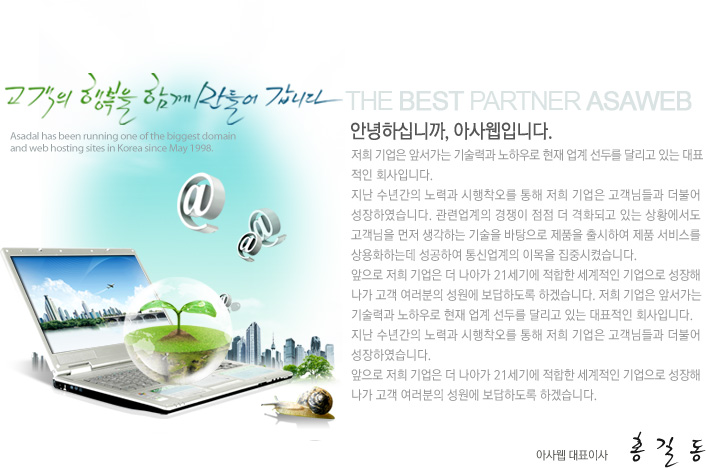 고객의 행복을 함께 만들어 갑니다
Asadal has been running one of the biggest domain
and web hosting sites in Korea since May 1998.
THE BEST PARTNER ASAWEB
안녕하십니까, 아사웹입니다.
저희 기업은 앞서가는 기술력과 노하우로 현재 업계 선두를 달리고 있는 대표
적인 회사입니다.
지난 수년간의 노력과 시행착오를 통해 저희 기업은 고객님들과 더불어
성장하였습니다. 관련업계의 경쟁이 점점 더 격화되고 있는 상황에서도
고객님을 먼저 생각하는 기술을 바탕으로 제품을 출시하여 제품 서비스를
상용화하는데 성공하여 통신업계의 이목을 집중시켰습니다.
앞으로 저희 기업은 더 나아가 21세기에 적합한 세계적인 기업으로 성장해
나가 고객 여러분의 성원에 보답하도록 하겠습니다. 저희 기업은 앞서가는
기술력과 노하우로 현재 업계 선두를 달리고 있는 대표적인 회사입니다.
지난 수년간의 노력과 시행착오를 통해 저희 기업은 고객님들과 더불어
성장하였습니다.
앞으로 저희 기업은 더 나아가 21세기에 적합한 세계적인 기업으로 성장해
나가 고객 여러분의 성원에 보답하도록 하겠습니다.
아사웹 대표이사 홍 길 동